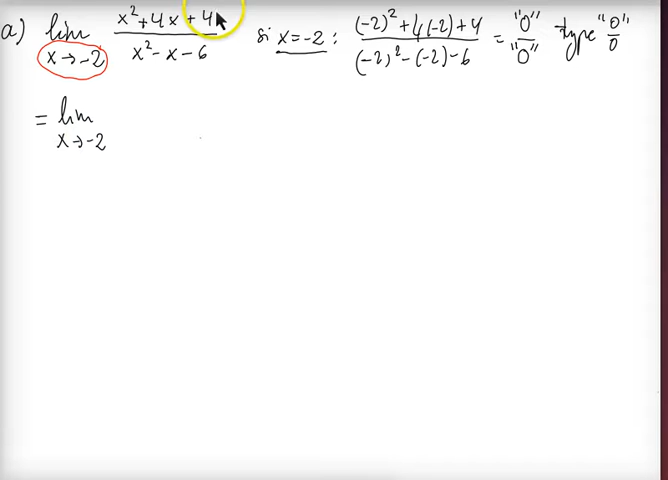 a) lim x→-2 (x² + 4x + 4)/(x² - x - 6) si x = -2 : ((-2)² + 4(-2) + 4)/((-2)² - (-2) - 6) = "0"/"0" type "0"/0
= lim x→-2